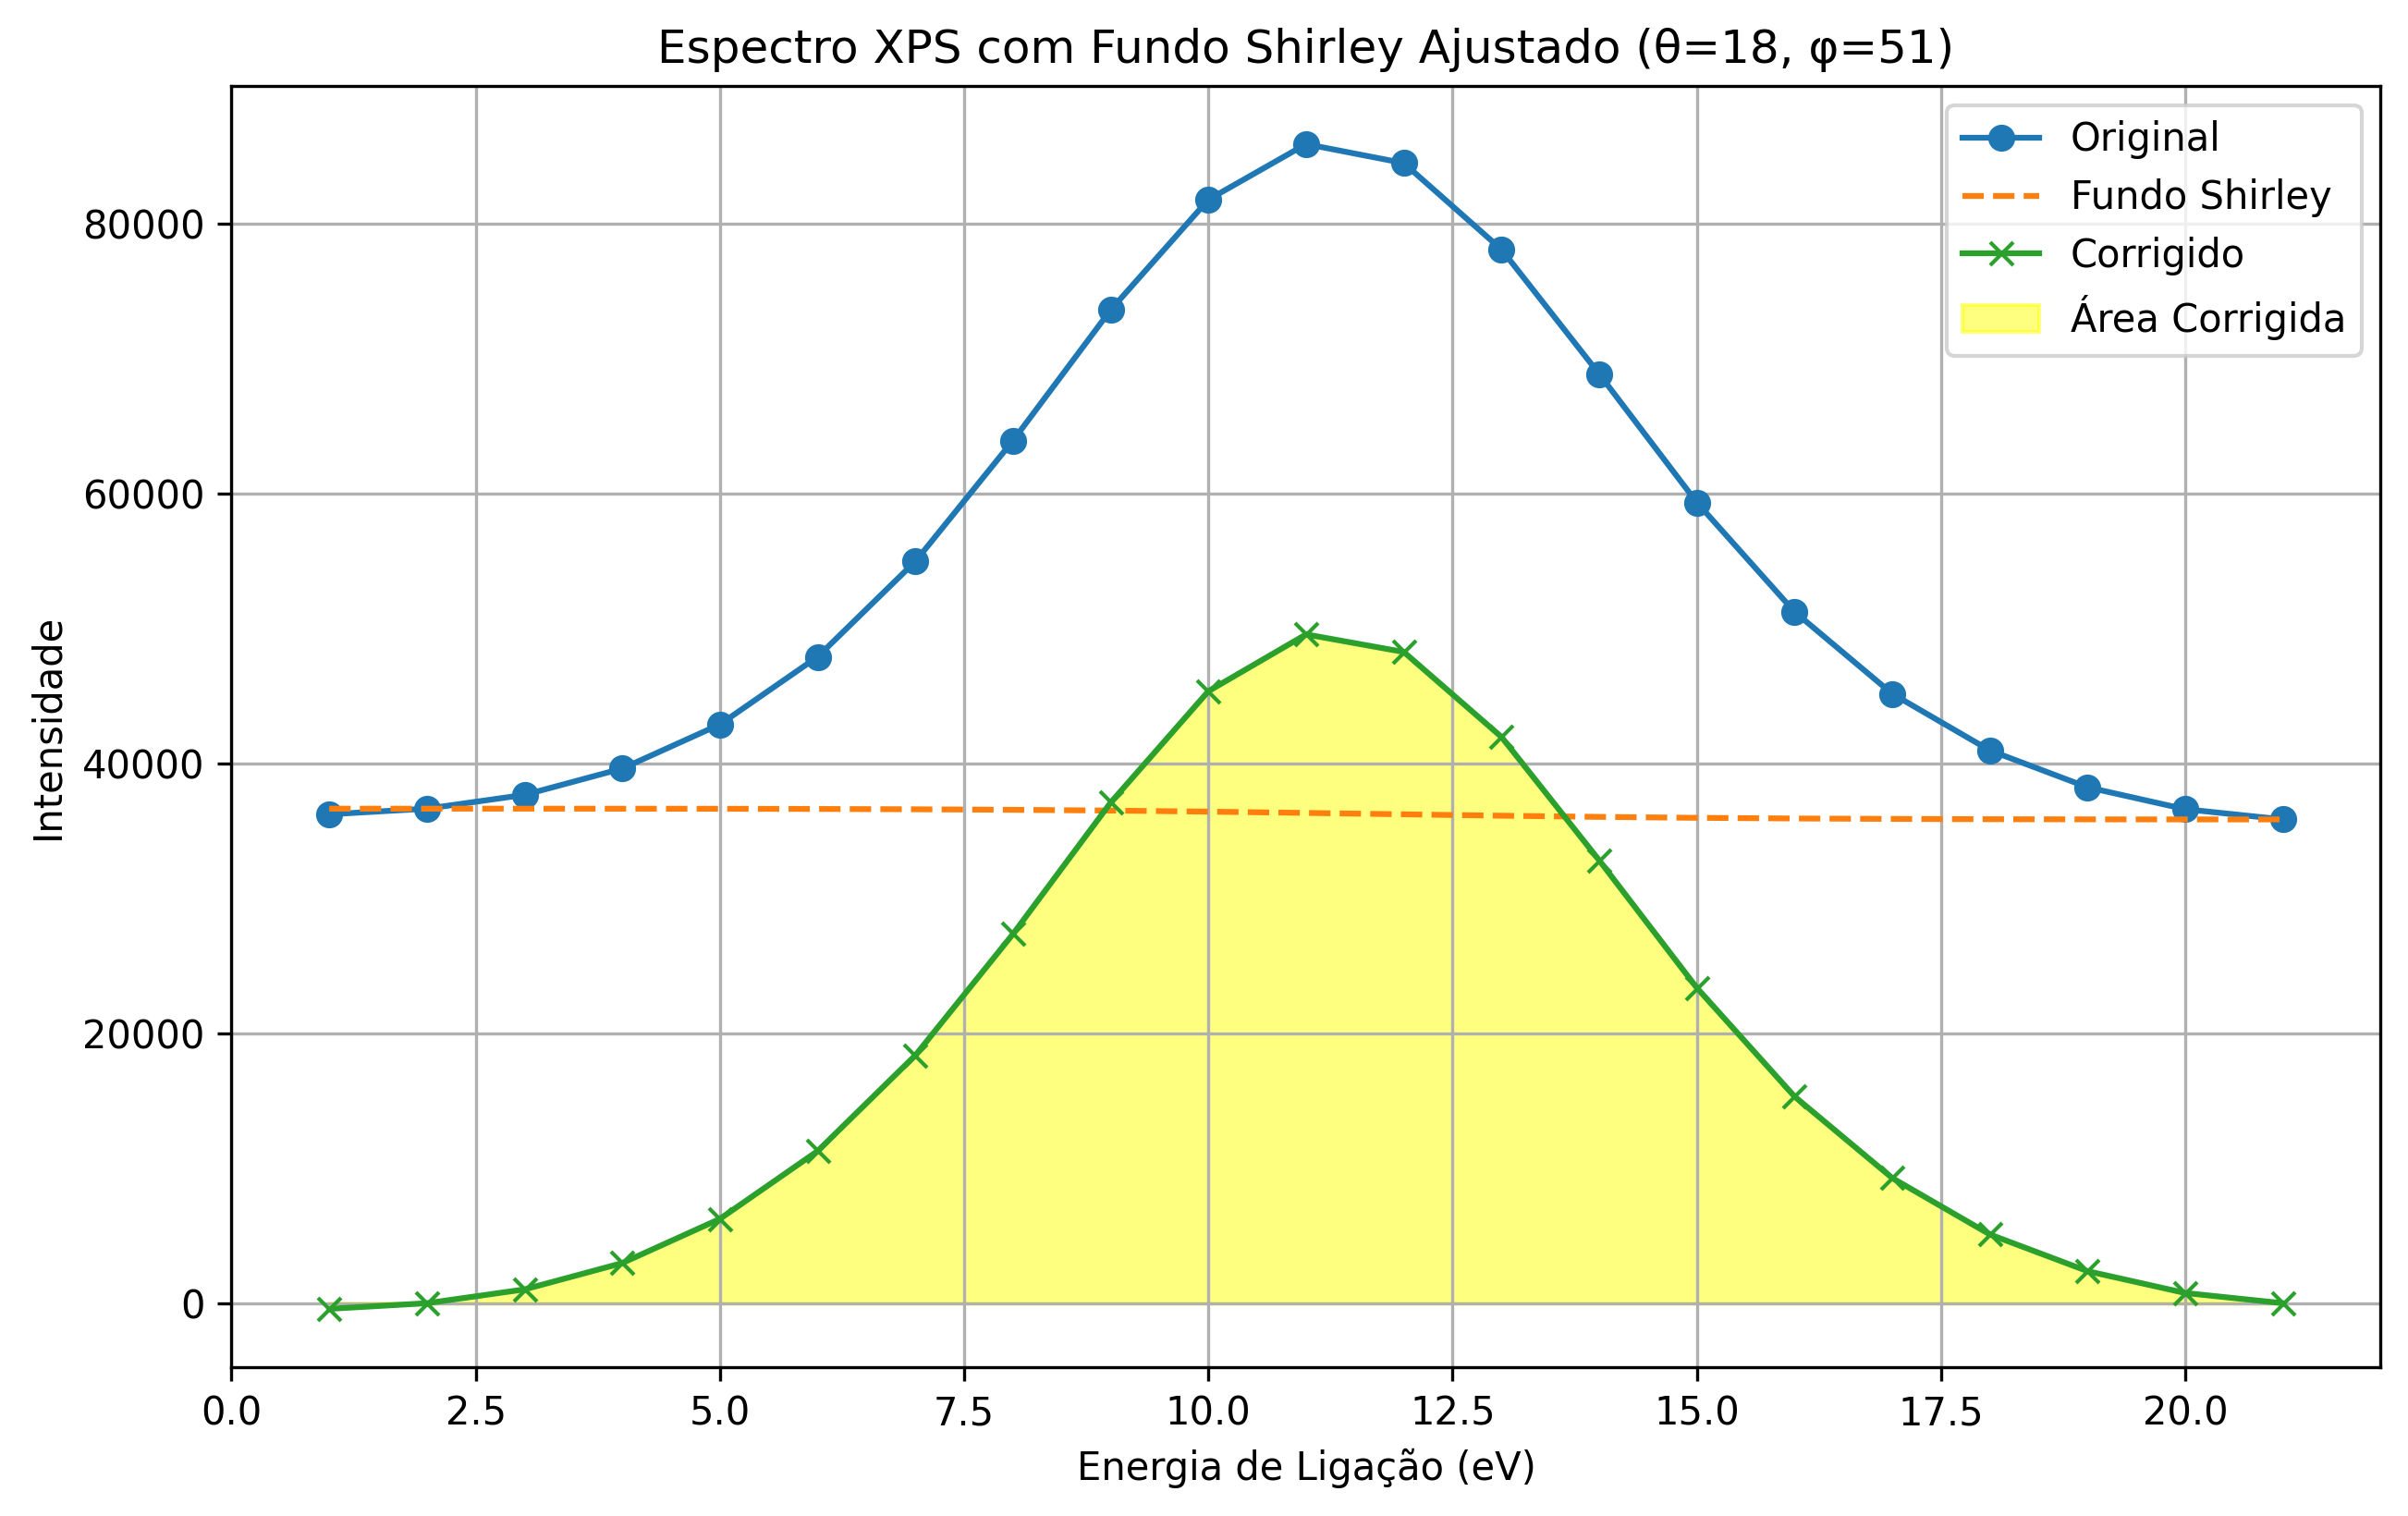 Espectro XPS com Fundo Shirley Ajustado (θ=18, φ=51)
Original
Fundo Shirley
Corrigido
Área Corrigida
Intensidade
80000
60000
40000
20000
0
0.0 2.5 5.0 7.5 10.0 12.5 15.0 17.5 20.0
Energia de Ligação (eV)